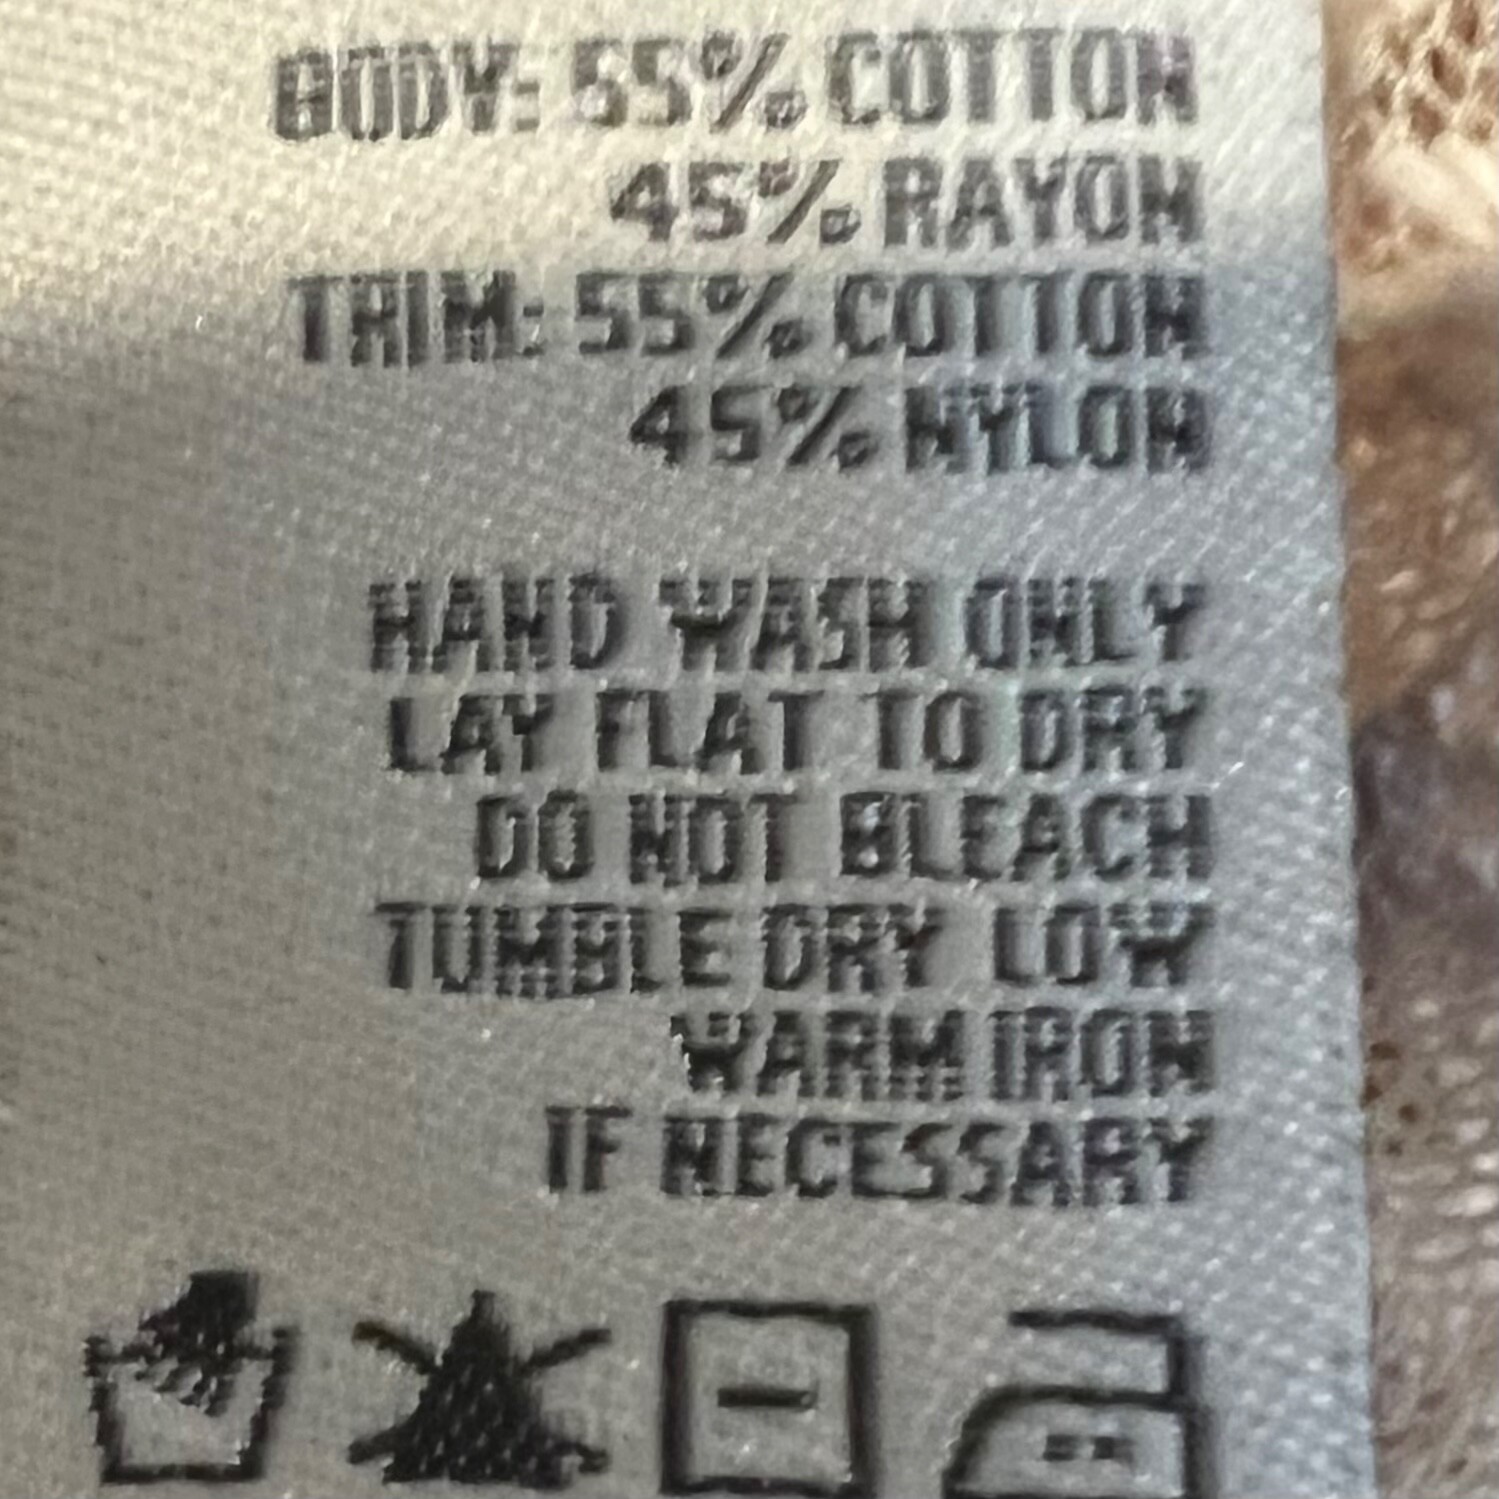 BODY: 55% COTTON
45% RAYON
TRIM: 55% COTTON
45% NYLON
HAND WASH ONLY
LAY FLAT TO DRY
DO NOT BLEACH
TUMBLE DRY LOW
WARM IRON
IF NECESSARY